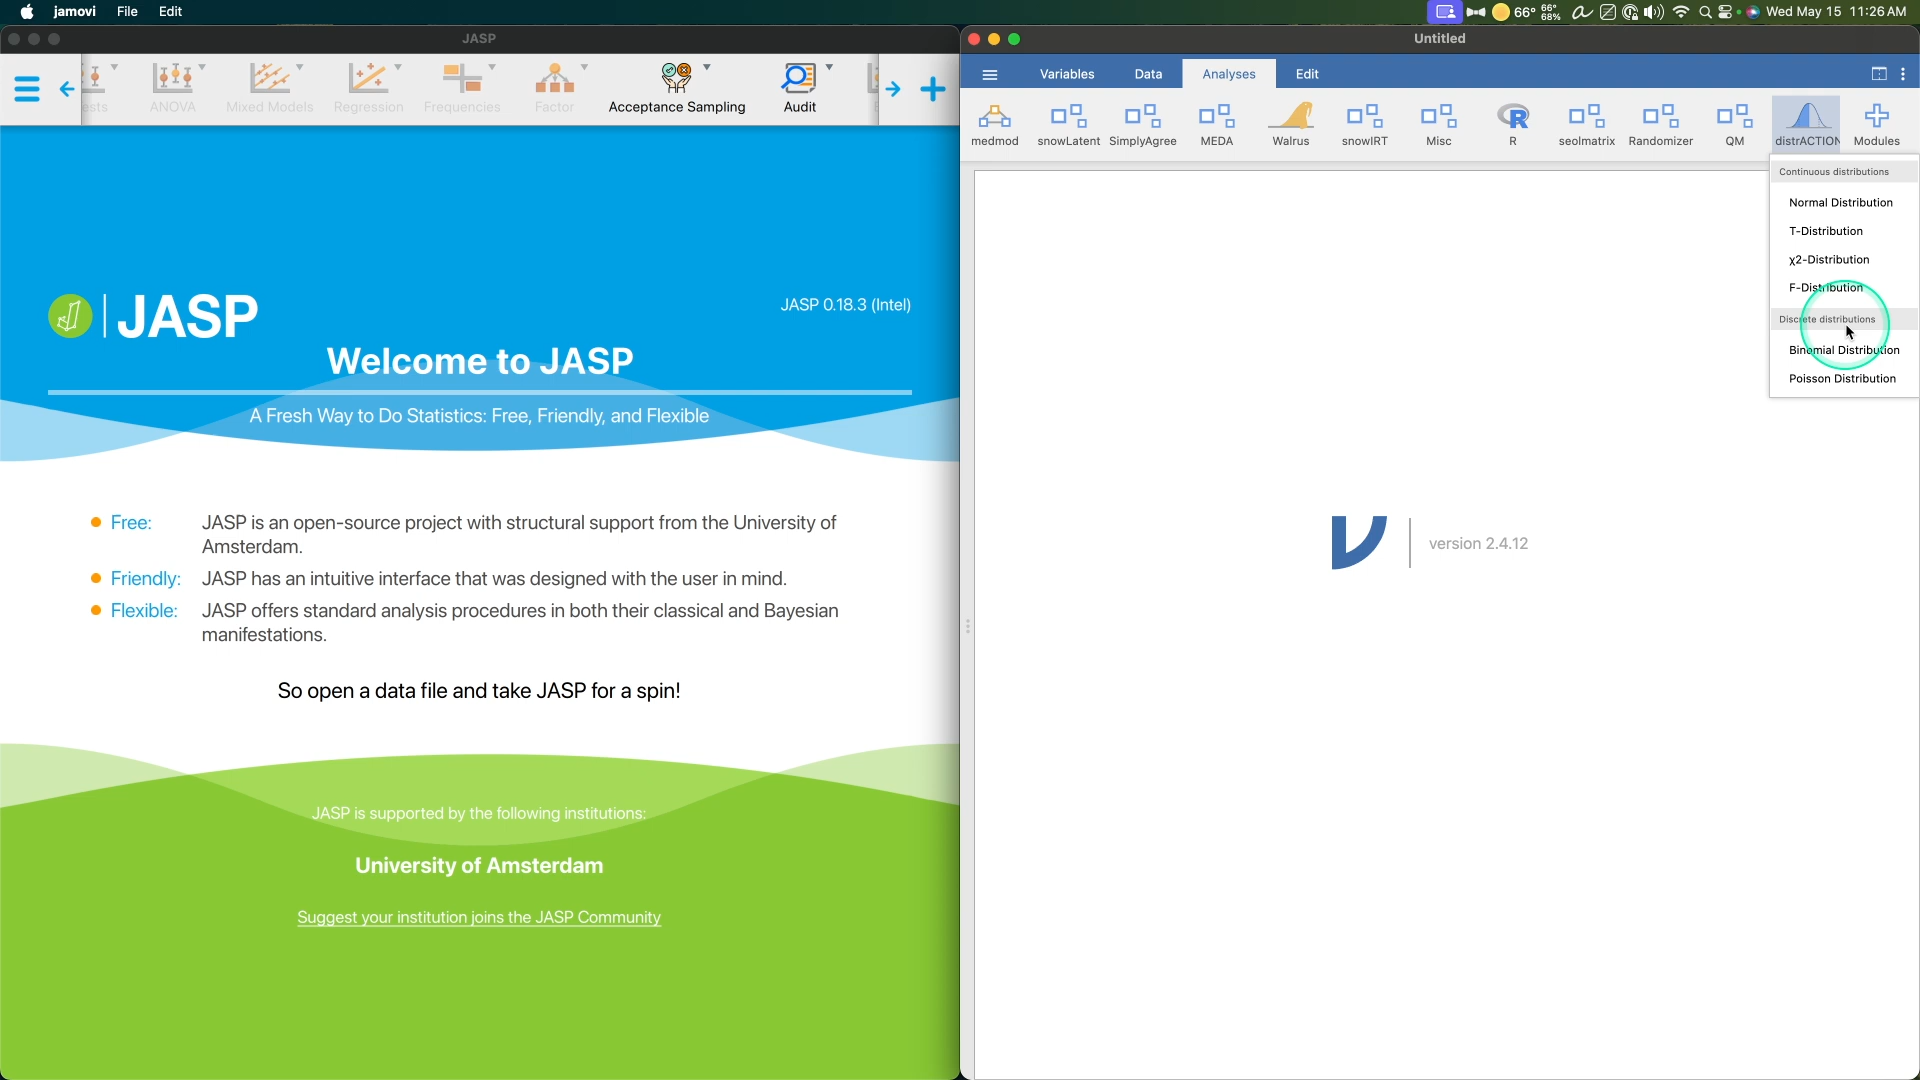 jamovi File Edit
66° 66° 68% Wed May 15 11:26 AM
JASP
ests ANOVA Mixed Models Regression Frequencies Factor Acceptance Sampling Audit
JASP
JASP 0.18.3 (Intel)
Welcome to JASP
A Fresh Way to Do Statistics: Free, Friendly, and Flexible
Free: JASP is an open-source project with structural support from the University of
Amsterdam.
Friendly: JASP has an intuitive interface that was designed with the user in mind.
Flexible: JASP offers standard analysis procedures in both their classical and Bayesian
manifestations.
So open a data file and take JASP for a spin!
JASP is supported by the following institutions:
University of Amsterdam
Suggest your institution joins the JASP Community
Untitled
Variables Data Analyses Edit
medmod snowLatent SimplyAgree MEDA Walrus snowIRT Misc R seolmatrix Randomizer QM distrACTION Modules
Continuous distributions
Normal Distribution
T-Distribution
χ2-Distribution
F-Distribution
Discrete distributions
Binomial Distribution
Poisson Distribution
version 2.4.12